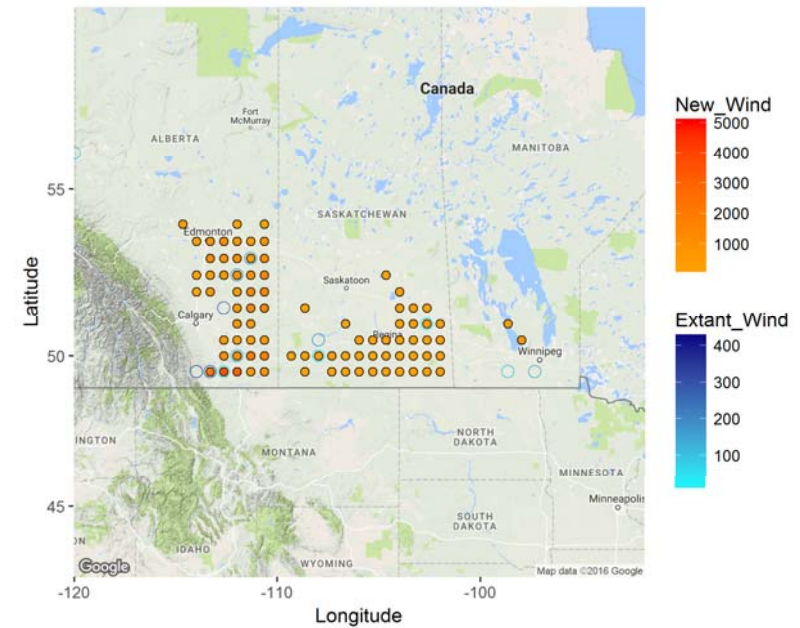 Canada
Fort
McMurray
ALBERTA
MANITOBA
55
SASKATCHEWAN
Edmonton
Saskatoon
Calgary
Regina
50
Winnipeg
NORTH
DAKOTA
INGTON
MONTANA
MINNESOTA
Minneapolis
45
SOUTH
DAKOTA
ON
IDAHO
WYOMING
Google
Map data ©2016 Google
-120
-110
-100
Longitude
Latitude
New_Wind
5000
4000
3000
2000
1000
Extant_Wind
400
300
200
100